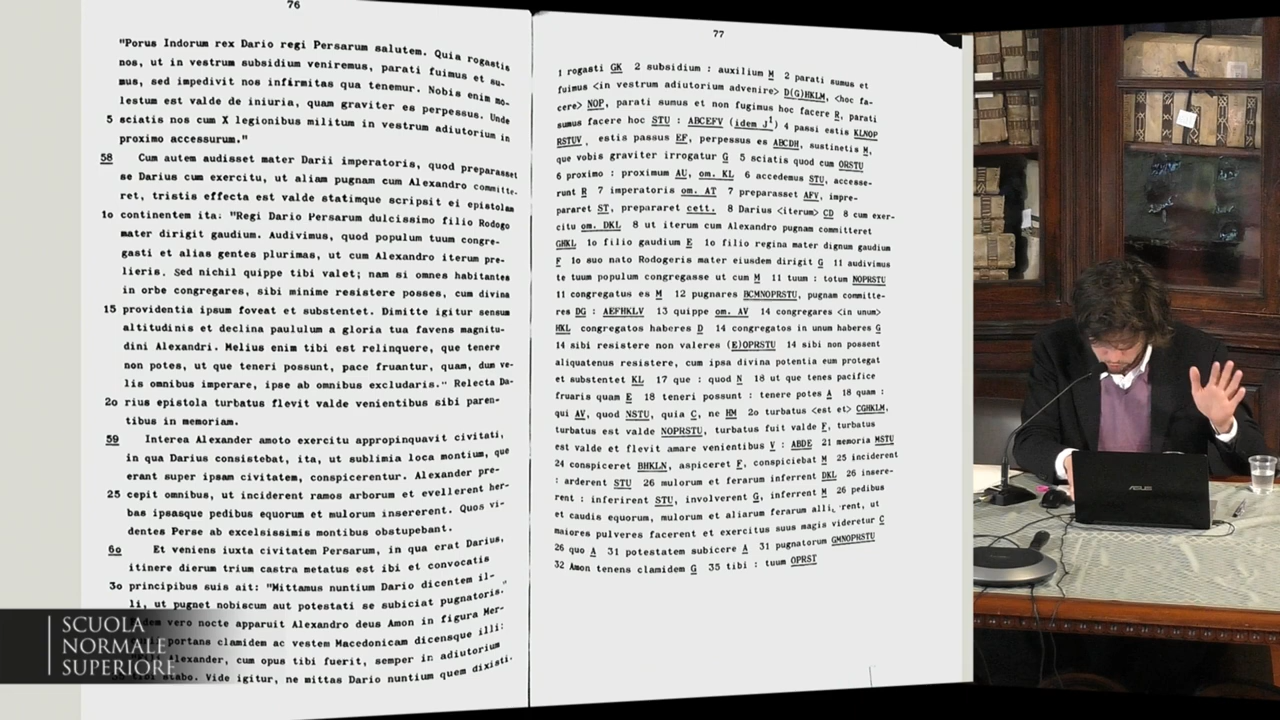 76
"Porus Indorum rex Dario regi Persarum salutem. Quia rogastis
nos, ut in vestrum subsidium veniremus, parati fuimus et su-
mus, sed impedivit nos infirmitas qua tenemur. Nobis enim mo-
lestum est valde de iniuria, quam graviter es perpessus. Unde
5 sciatis nos cum X legionibus militum in vestrum adiutorium in
proximo accessurum."
58 Cum autem audisset mater Darii imperatoris, quod preparasset
se Darius cum exercitu, ut aliam pugnam cum Alexandro committe-
ret, tristis effecta est valde statimque scripsit ei epistolam
1o continentem ita: "Regi Dario Persarum dulcissimo filio Rodogo
mater dirigit gaudium. Audivimus, quod populum tuum congre-
gasti et alias gentes plurimas, ut cum Alexandro iterum pre-
lieris. Sed nichil quippe tibi valet; nam si omnes habitantes
in orbe congregares, sibi minime resistere posses, cum divina
15 providentia ipsum foveat et substentet. Dimitte igitur sensum
altitudinis et declina paululum a gloria tua favens magnitu-
dini Alexandri. Melius enim tibi est relinquere, que tenere
non potes, ut que teneri possunt, pace fruantur, quam, dum ve-
lis omnibus imperare, ipse ab omnibus excludaris." Relecta Da-
2o rius epistola turbatus flevit valde venientibus sibi paren-
tibus in memoriam.
59 Interea Alexander amoto exercitu appropinquavit civitati,
in qua Darius consistebat, ita, ut sublimia loca montium, que
erant super ipsam civitatem, conspicerentur. Alexander pre-
25 cepit omnibus, ut inciderent ramos arborum et evellerent her-
bas ipsasque pedibus equorum et mulorum insererent. Quos vi-
dentes Perse ab excelsissimis montibus obstupebant.
6o Et veniens iuxta civitatem Persarum, in qua erat Darius,
itinere dierum trium castra metatus est ibi et convocatis
3o principibus suis ait: "Mittamus nuntium Dario dicentem il-
li, ut pugnet nobiscum aut potestati se subiciat pugnatoris."
vero nocte apparuit Alexandro deus Amon in figura Mer-
portans clamidem ac vestem Macedonicam dicensque illi:
Alexander, cum opus tibi fuerit, semper in adiutorium
stabo. Vide igitur, ne mittas Dario nuntium quem dixisti.
77
1 rogasti GK 2 subsidium : auxilium M 2 parati sumus et
fuimus <in vestrum adiutorium advenire> D(G)HKLM, <hoc fa-
cere> NOP, parati sumus et non fugimus hoc facere R, parati
sumus facere hoc STU : ABCEFV (idem J1) 4 passi estis KLNOP
RSTUV, estis passus EF, perpessus es ABCDH, sustinetis M,
que vobis graviter irrogatur G 5 sciatis quod cum ORSTU
6 proximo : proximum AU, om. KL 6 accedemus STU, accesse-
runt R 7 imperatoris om. AT 7 preparasset AFV, impre-
pararet ST, prepararet cett. 8 Darius <iterum> CD 8 cum exer-
citu om. DKL 8 ut iterum cum Alexandro pugnam committeret
GHKL 1o filio gaudium E 1o filio regina mater dignum gaudium
F 1o suo nato Rodogeris mater eiusdem dirigit G 11 audivimus
te tuum populum congregasse ut cum M 11 tuum : totum NOPRSTU
11 congregatus es M 12 pugnares BCMNOPRSTU, pugnam committe-
res DG : AEFHKLV 13 quippe om. AV 14 congregares <in unum>
HKL congregatos haberes D 14 congregatos in unum haberes G
14 sibi resistere non valeres (E)OPRSTU 14 sibi non possent
aliquatenus resistere, cum ipsa divina potentia eum protegat
et substentet KL 17 que : quod N 18 ut que tenes pacifice
fruaris quam E 18 teneri possunt : tenere potes A 18 quam :
qui AV, quod NSTU, quia C, ne HM 2o turbatus <est et> CGHKLM,
turbatus est valde NOPRSTU, turbatus fuit valde F, turbatus
est valde et flevit amare venientibus V : ABDE 21 memoria MSTU
24 conspiceret BHKLN, aspiceret F, conspiciebat M 25 inciderent
: arderent STU 26 mulorum et ferarum inferrent DKL 26 insere-
rent : inferirent STU, involverent G, inferrent M 26 pedibus
et caudis equorum, mulorum et aliarum ferarum ut
maiores pulveres facerent et exercitus suus magis videretur C
26 quo A 31 potestatem subicere A 31 pugnatorum GMNOPRSTU
32 Amon tenens clamidem G 35 tibi : tuum OPRST
SCUOLA
NORMALE
SUPERIORE
ASUS